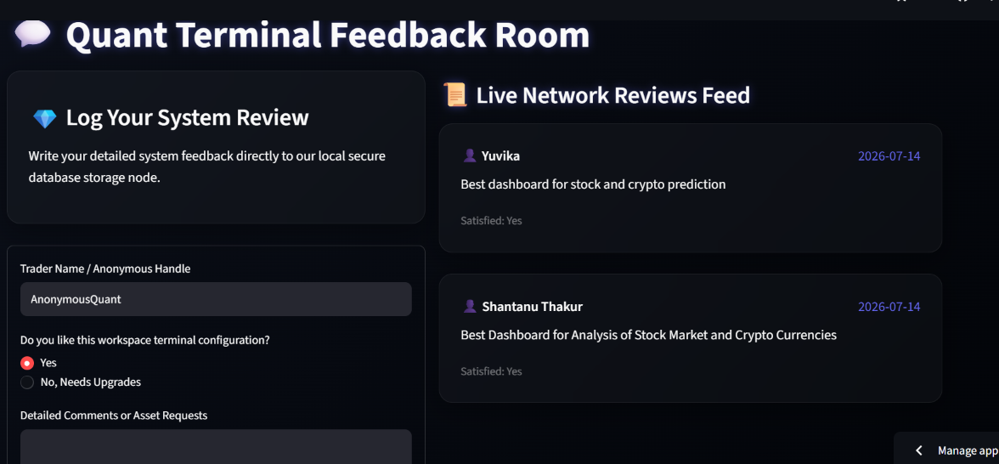 Quant Terminal Feedback Room
Log Your System Review
Write your detailed system feedback directly to our local secure
database storage node.
Trader Name / Anonymous Handle
AnonymousQuant
Do you like this workspace terminal configuration?
Yes
No, Needs Upgrades
Detailed Comments or Asset Requests
Live Network Reviews Feed
Yuvika 2026-07-14
Best dashboard for stock and crypto prediction
Satisfied: Yes
Shantanu Thakur 2026-07-14
Best Dashboard for Analysis of Stock Market and Crypto Currencies
Satisfied: Yes
Manage app